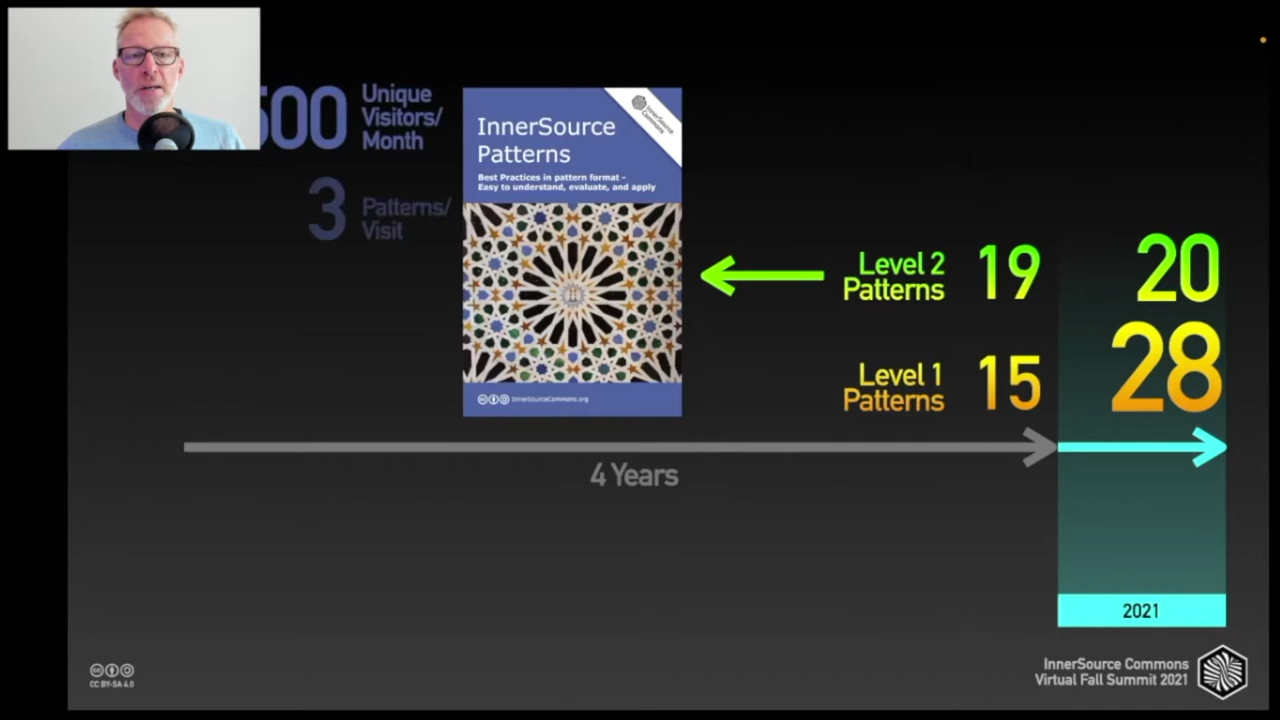 500
Unique
Visitors/
Month
3
Patterns/
Visit
InnerSource
Patterns
Best Practices in pattern format -
Easy to understand, evaluate, and apply
InnerSource
Commons
InnerSourceCommons.org
Level 2
Patterns
19
20
Level 1
Patterns
15
28
4 Years
2021
CC BY-SA 4.0
InnerSource Commons
Virtual Fall Summit 2021